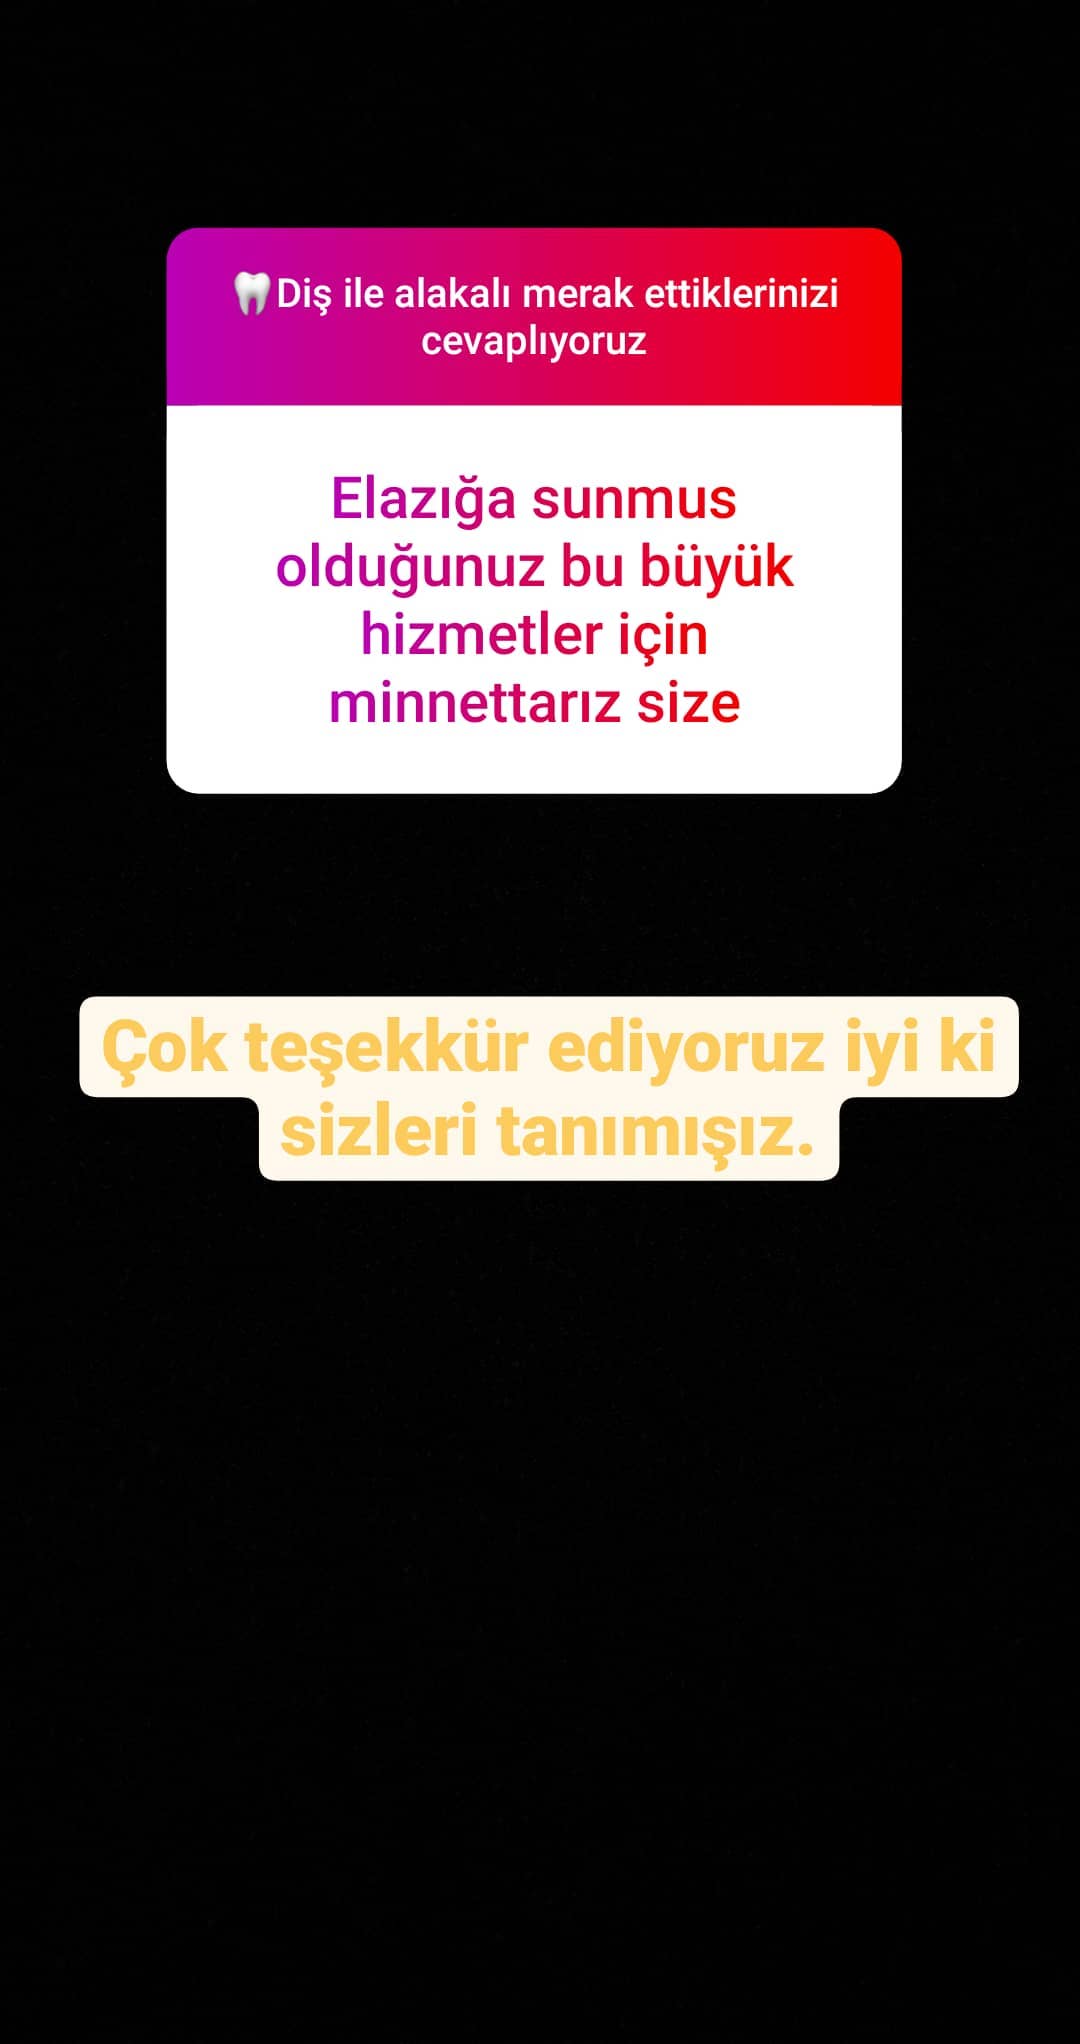 🦷Diş ile alakalı merak ettiklerinizi
cevaplıyoruz
Elazığa sunmus
olduğunuz bu büyük
hizmetler için
minnettarız size
Çok teşekkür ediyoruz iyi ki
sizleri tanımışız.